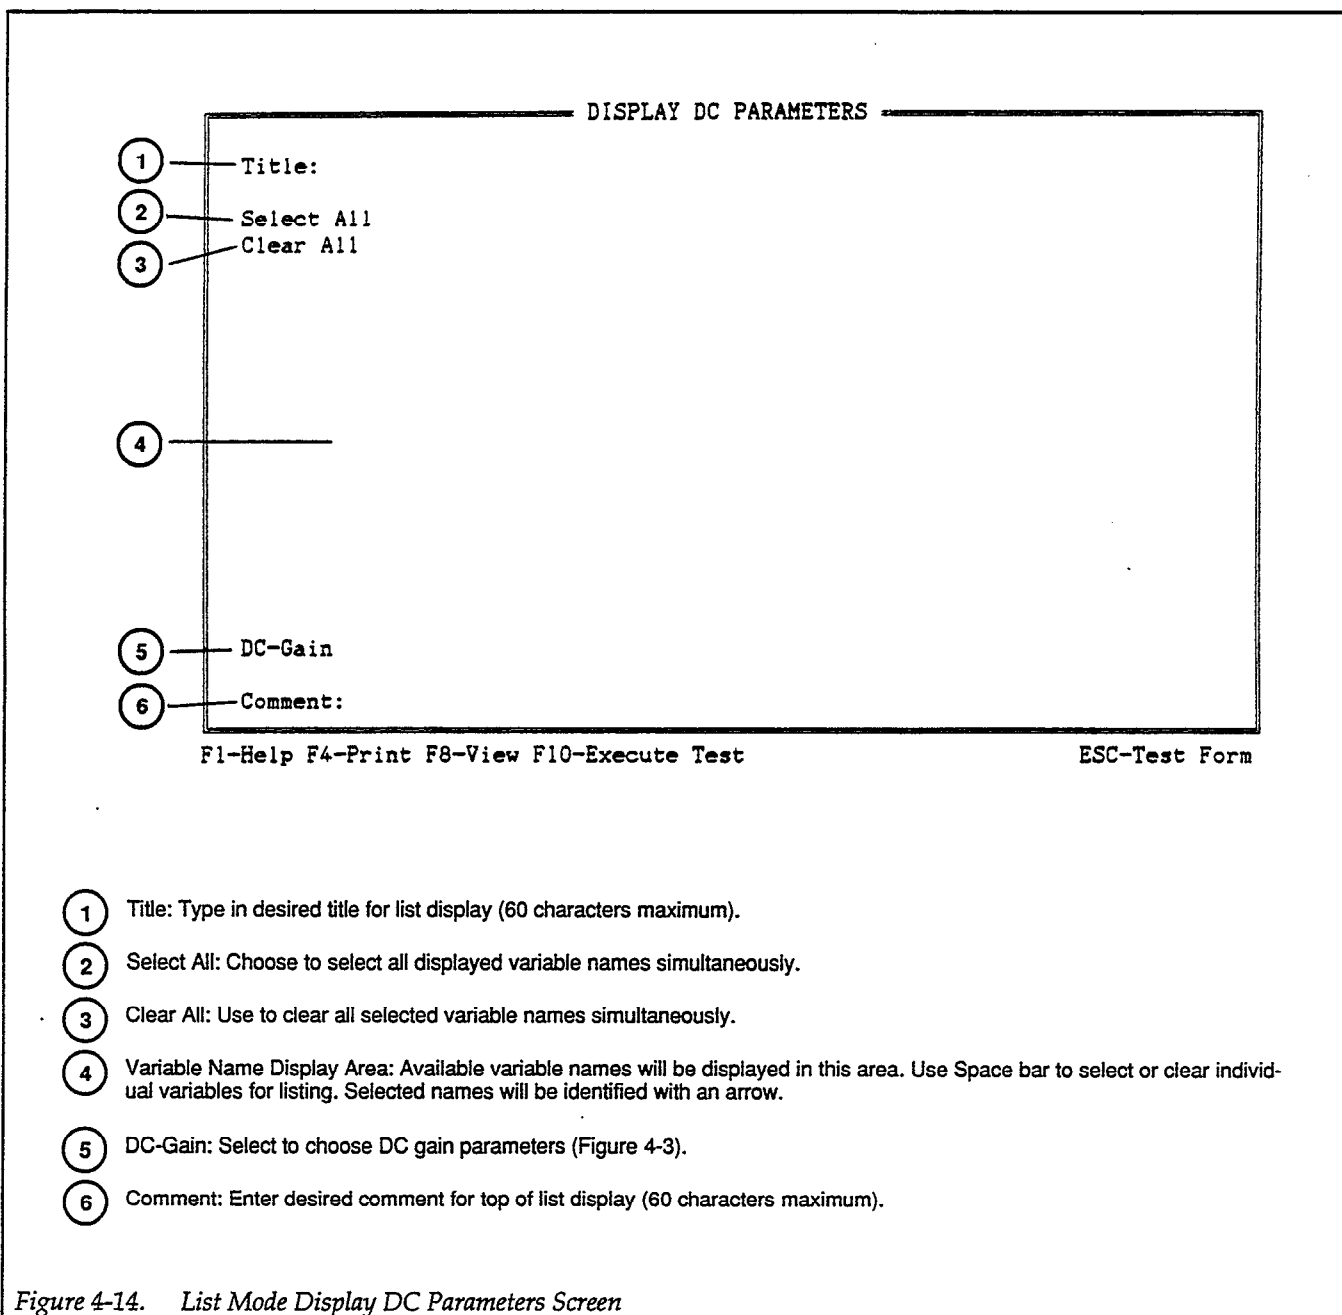 DISPLAY DC PARAMETERS
1 Title:
2 Select All
3 Clear All
4
5 DC-Gain
6 Comment:
F1-Help F4-Print F8-View F10-Execute Test ESC-Test Form
1 Title: Type in desired title for list display (60 characters maximum).
2 Select All: Choose to select all displayed variable names simultaneously.
3 Clear All: Use to clear all selected variable names simultaneously.
4 Variable Name Display Area: Available variable names will be displayed in this area. Use Space bar to select or clear individ-
ual variables for listing. Selected names will be identified with an arrow.
5 DC-Gain: Select to choose DC gain parameters (Figure 4-3).
6 Comment: Enter desired comment for top of list display (60 characters maximum).
Figure 4-14. List Mode Display DC Parameters Screen